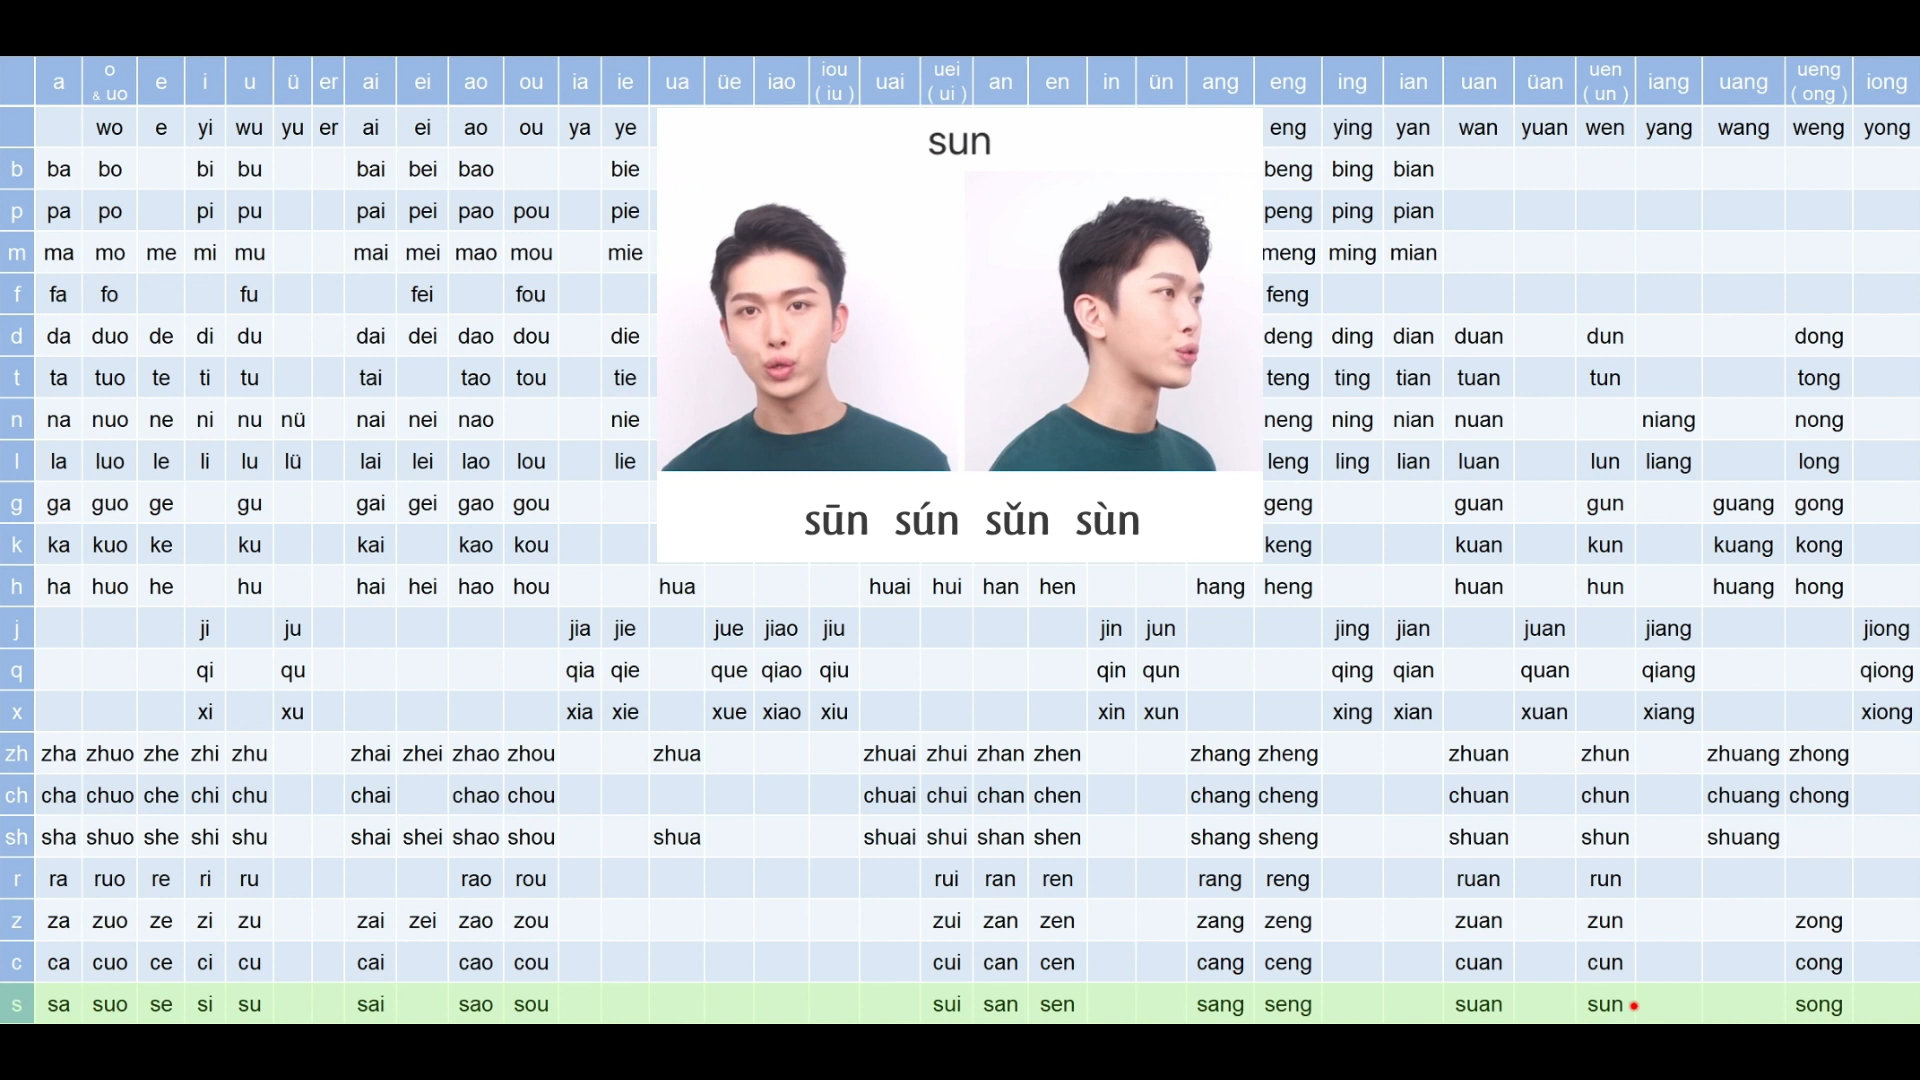 a o & uo e i u ü er ai ei ao ou ia ie ua üe iao iou ( iu ) uai uei ( ui ) an en in ün ang eng ing ian uan üan uen ( un ) iang uang ueng ( ong ) iong
wo e yi wu yu er ai ei ao ou ya ye eng ying yan wan yuan wen yang wang weng yong
sun
b ba bo bi bu bai bei bao bie beng bing bian
p pa po pi pu pai pei pao pou pie peng ping pian
m ma mo me mi mu mai mei mao mou mie meng ming mian
f fa fo fu fei fou feng
d da duo de di du dai dei dao dou die deng ding dian duan dun dong
t ta tuo te ti tu tai tao tou tie teng ting tian tuan tun tong
n na nuo ne ni nu nü nai nei nao nie neng ning nian nuan niang nong
l la luo le li lu lü lai lei lao lou lie leng ling lian luan lun liang long
g ga guo ge gu gai gei gao gou geng guan gun guang gong
sūn sún sǔn sùn
k ka kuo ke ku kai kao kou keng kuan kun kuang kong
h ha huo he hu hai hei hao hou hua huai hui han hen hang heng huan hun huang hong
j ji ju jia jie jue jiao jiu jin jun jing jian juan jiang jiong
q qi qu qia qie que qiao qiu qin qun qing qian quan qiang qiong
x xi xu xia xie xue xiao xiu xin xun xing xian xuan xiang xiong
zh zha zhuo zhe zhi zhu zhai zhei zhao zhou zhua zhuai zhui zhan zhen zhang zheng zhuan zhun zhuang zhong
ch cha chuo che chi chu chai chao chou chuai chui chan chen chang cheng chuan chun chuang chong
sh sha shuo she shi shu shai shei shao shou shua shuai shui shan shen shang sheng shuan shun shuang
r ra ruo re ri ru rao rou rui ran ren rang reng ruan run
z za zuo ze zi zu zai zei zao zou zui zan zen zang zeng zuan zun zong
c ca cuo ce ci cu cai cao cou cui can cen cang ceng cuan cun cong
s sa suo se si su sai sao sou sui san sen sang seng suan sun song